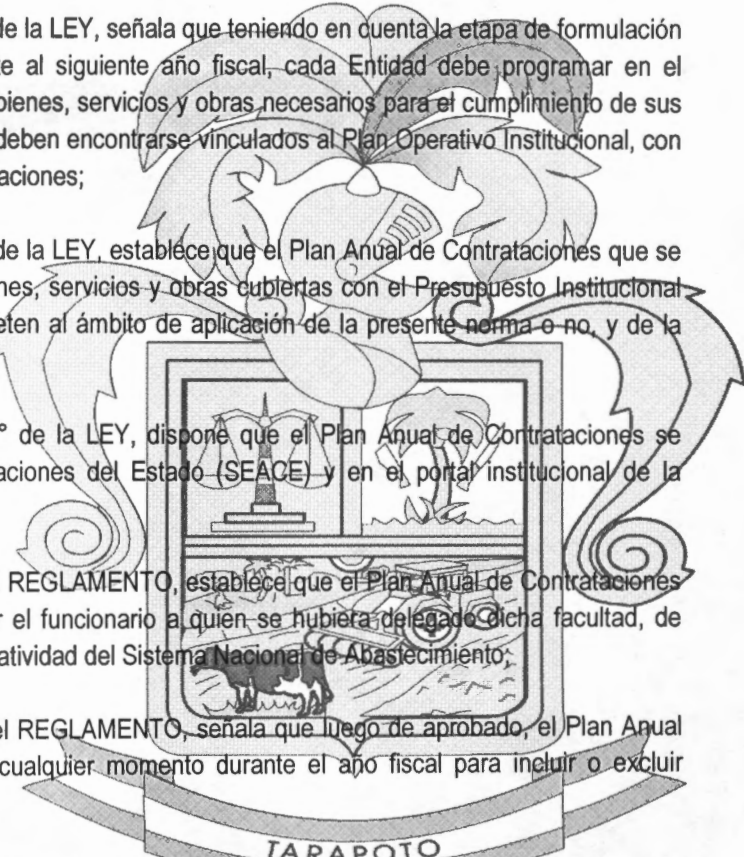 de la LEY, señala que teniendo en cuenta la etapa de formulación
te al siguiente año fiscal, cada Entidad debe programar en el
bienes, servicios y obras necesarios para el cumplimiento de sus
deben encontrarse vinculados al Plan Operativo Institucional, con
aciones;
de la LEY, establece que el Plan Anual de Contrataciones que se
nes, servicios y obras cubiertas con el Presupuesto Institucional
eten al ámbito de aplicación de la presente norma o no, y de la
° de la LEY, dispone que el Plan Anual de Contrataciones se
aciones del Estado (SEACE) y en el portal institucional de la
REGLAMENTO, establece que el Plan Anual de Contrataciones
r el funcionario a quien se hubiera delegado dicha facultad, de
atividad del Sistema Nacional de Abastecimiento;
el REGLAMENTO, señala que luego de aprobado, el Plan Anual
cualquier momento durante el año fiscal para incluir o excluir
TARAPOTO